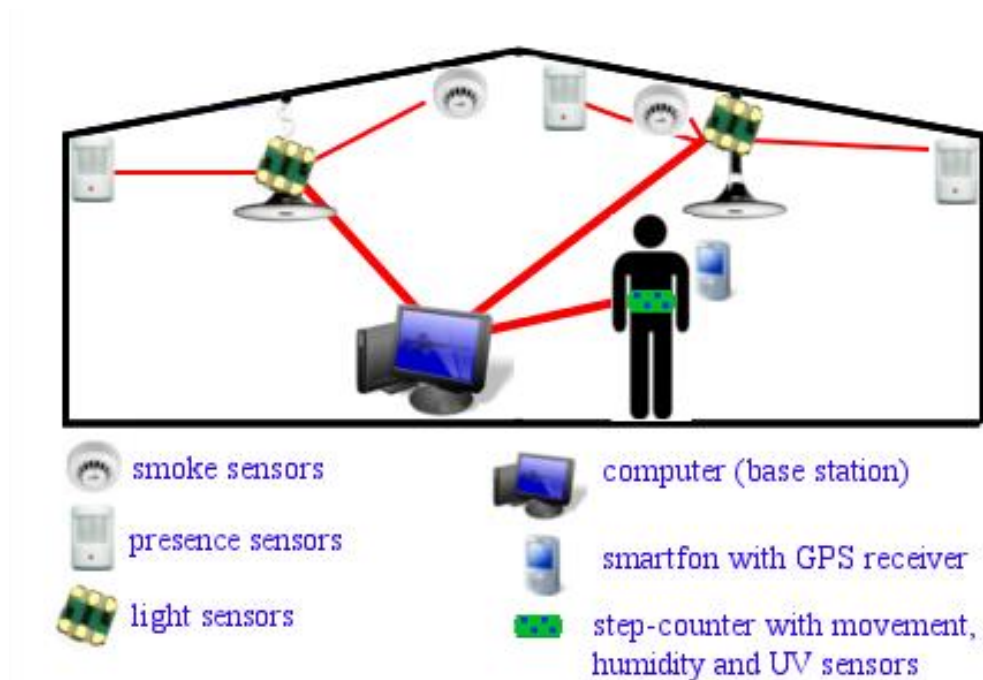 smoke sensors
presence sensors
light sensors
computer (base station)
smartfon with GPS receiver
step-counter with movement,
humidity and UV sensors